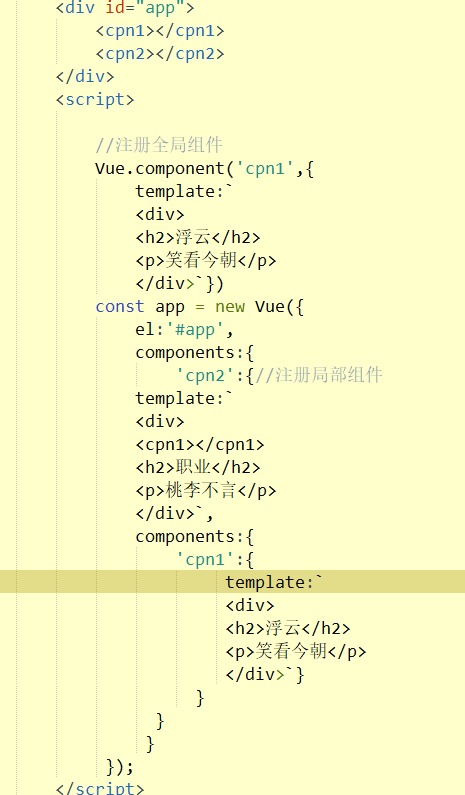 <div id="app">
<cpn1></cpn1>
<cpn2></cpn2>
</div>
<script>
//注册全局组件
Vue.component('cpn1',{
template:`
<div>
<h2>浮云</h2>
<p>笑看今朝</p>
</div>`})
const app = new Vue({
el:'#app',
components:{
'cpn2':{//注册局部组件
template:`
<div>
<cpn1></cpn1>
<h2>职业</h2>
<p>桃李不言</p>
</div>`,
components:{
'cpn1':{
template:`
<div>
<h2>浮云</h2>
<p>笑看今朝</p>
</div>`}
}
}
}
});
</script>